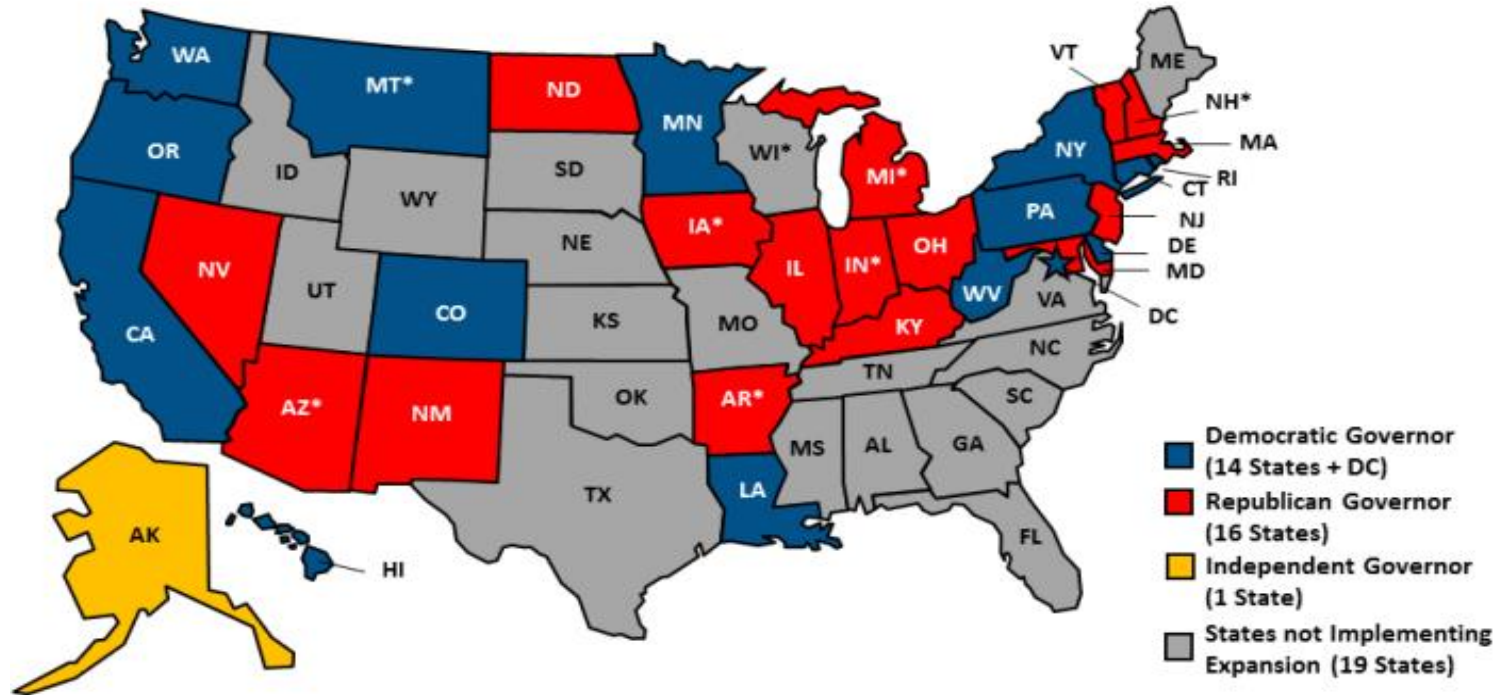 WA
MT*
ND
MN
VT
ME
NH*
MA
RI
CT
NJ
DE
MD
DC
OR
ID
WY
SD
WI*
MI*
NY
PA
NV
UT
CO
NE
IA*
IL
IN*
OH
WV
VA
CA
KS
MO
KY
NC
TN
SC
AZ*
NM
OK
AR*
MS
AL
GA
TX
LA
FL
AK
HI
Democratic Governor
(14 States + DC)
Republican Governor
(16 States)
Independent Governor
(1 State)
States not Implementing
Expansion (19 States)